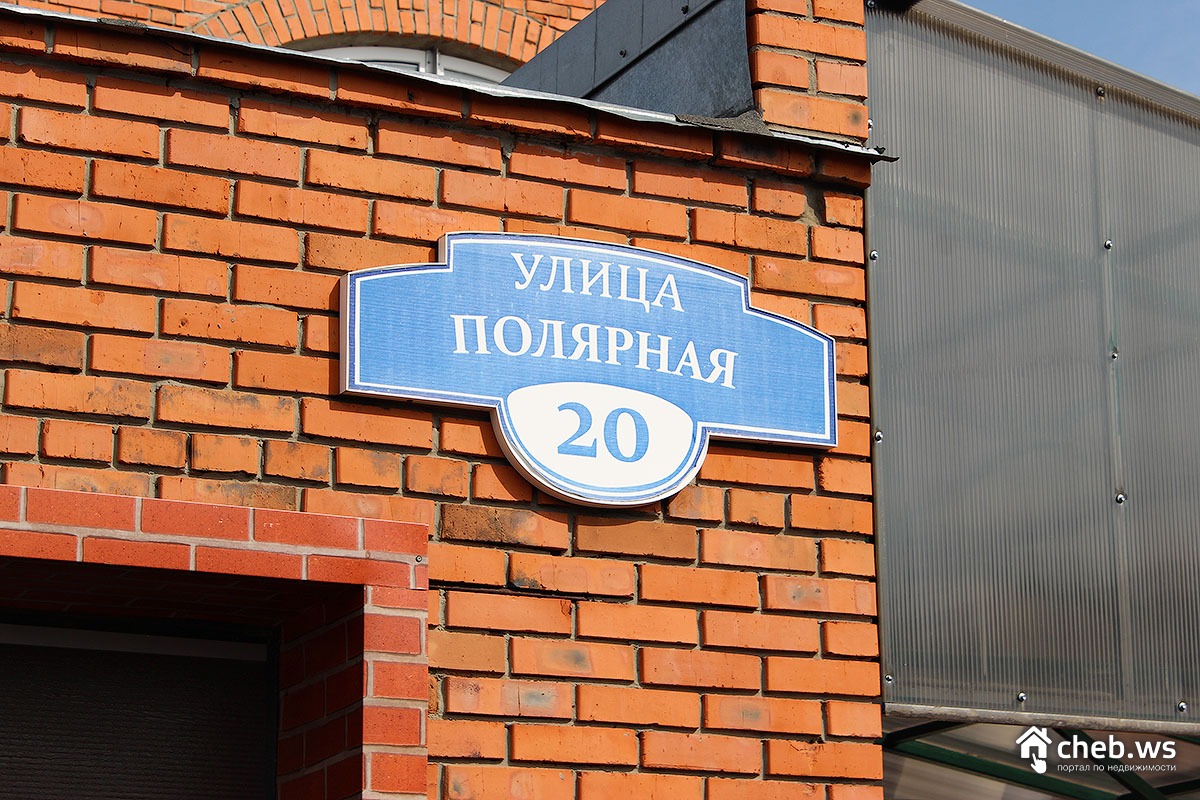 УЛИЦА
ПОЛЯРНАЯ
20
cheb.ws
портал по недвижимости